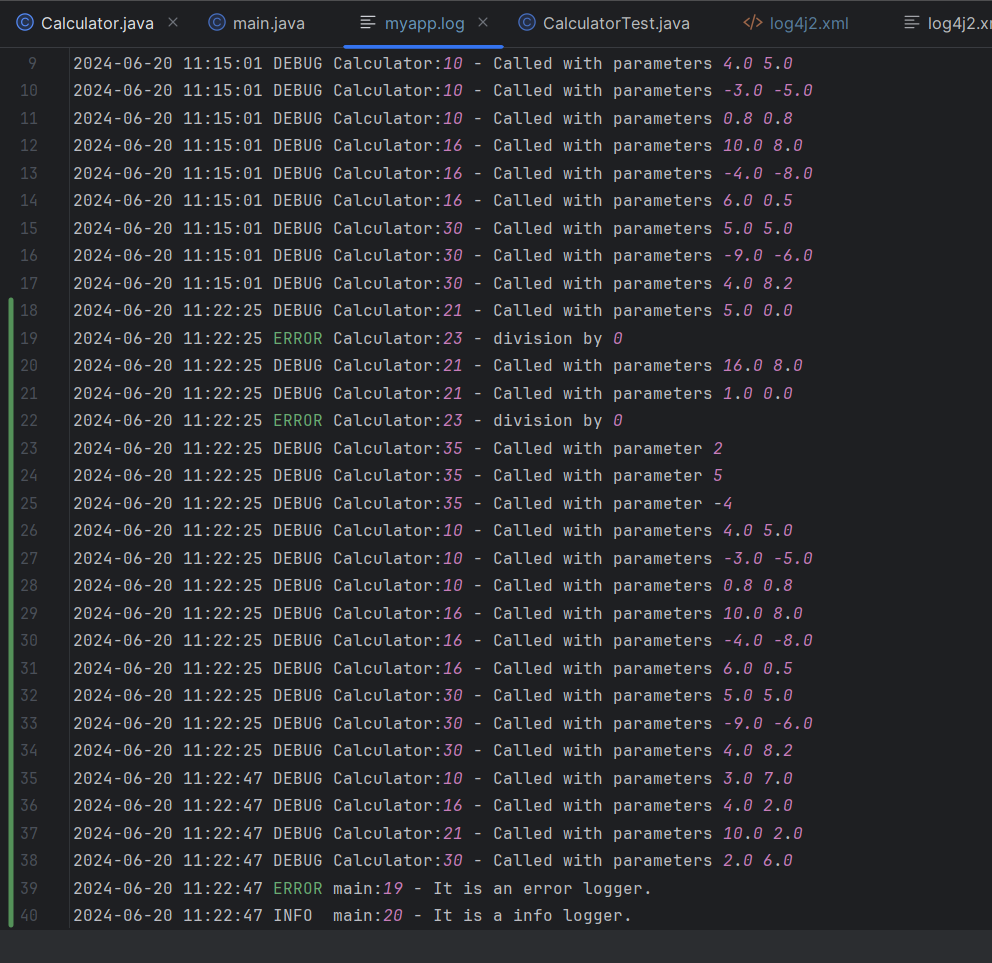 Calculator.java main.java myapp.log CalculatorTest.java log4j2.xml
9 2024-06-20 11:15:01 DEBUG Calculator:10 - Called with parameters 4.0 5.0
10 2024-06-20 11:15:01 DEBUG Calculator:10 - Called with parameters -3.0 -5.0
11 2024-06-20 11:15:01 DEBUG Calculator:10 - Called with parameters 0.8 0.8
12 2024-06-20 11:15:01 DEBUG Calculator:16 - Called with parameters 10.0 8.0
13 2024-06-20 11:15:01 DEBUG Calculator:16 - Called with parameters -4.0 -8.0
14 2024-06-20 11:15:01 DEBUG Calculator:16 - Called with parameters 6.0 0.5
15 2024-06-20 11:15:01 DEBUG Calculator:30 - Called with parameters 5.0 5.0
16 2024-06-20 11:15:01 DEBUG Calculator:30 - Called with parameters -9.0 -6.0
17 2024-06-20 11:15:01 DEBUG Calculator:30 - Called with parameters 4.0 8.2
18 2024-06-20 11:22:25 DEBUG Calculator:21 - Called with parameters 5.0 0.0
19 2024-06-20 11:22:25 ERROR Calculator:23 - division by 0
20 2024-06-20 11:22:25 DEBUG Calculator:21 - Called with parameters 16.0 8.0
21 2024-06-20 11:22:25 DEBUG Calculator:21 - Called with parameters 1.0 0.0
22 2024-06-20 11:22:25 ERROR Calculator:23 - division by 0
23 2024-06-20 11:22:25 DEBUG Calculator:35 - Called with parameter 2
24 2024-06-20 11:22:25 DEBUG Calculator:35 - Called with parameter 5
25 2024-06-20 11:22:25 DEBUG Calculator:35 - Called with parameter -4
26 2024-06-20 11:22:25 DEBUG Calculator:10 - Called with parameters 4.0 5.0
27 2024-06-20 11:22:25 DEBUG Calculator:10 - Called with parameters -3.0 -5.0
28 2024-06-20 11:22:25 DEBUG Calculator:10 - Called with parameters 0.8 0.8
29 2024-06-20 11:22:25 DEBUG Calculator:16 - Called with parameters 10.0 8.0
30 2024-06-20 11:22:25 DEBUG Calculator:16 - Called with parameters -4.0 -8.0
31 2024-06-20 11:22:25 DEBUG Calculator:16 - Called with parameters 6.0 0.5
32 2024-06-20 11:22:25 DEBUG Calculator:30 - Called with parameters 5.0 5.0
33 2024-06-20 11:22:25 DEBUG Calculator:30 - Called with parameters -9.0 -6.0
34 2024-06-20 11:22:25 DEBUG Calculator:30 - Called with parameters 4.0 8.2
35 2024-06-20 11:22:47 DEBUG Calculator:10 - Called with parameters 3.0 7.0
36 2024-06-20 11:22:47 DEBUG Calculator:16 - Called with parameters 4.0 2.0
37 2024-06-20 11:22:47 DEBUG Calculator:21 - Called with parameters 10.0 2.0
38 2024-06-20 11:22:47 DEBUG Calculator:30 - Called with parameters 2.0 6.0
39 2024-06-20 11:22:47 ERROR main:19 - It is an error logger.
40 2024-06-20 11:22:47 INFO  main:20 - It is a info logger.